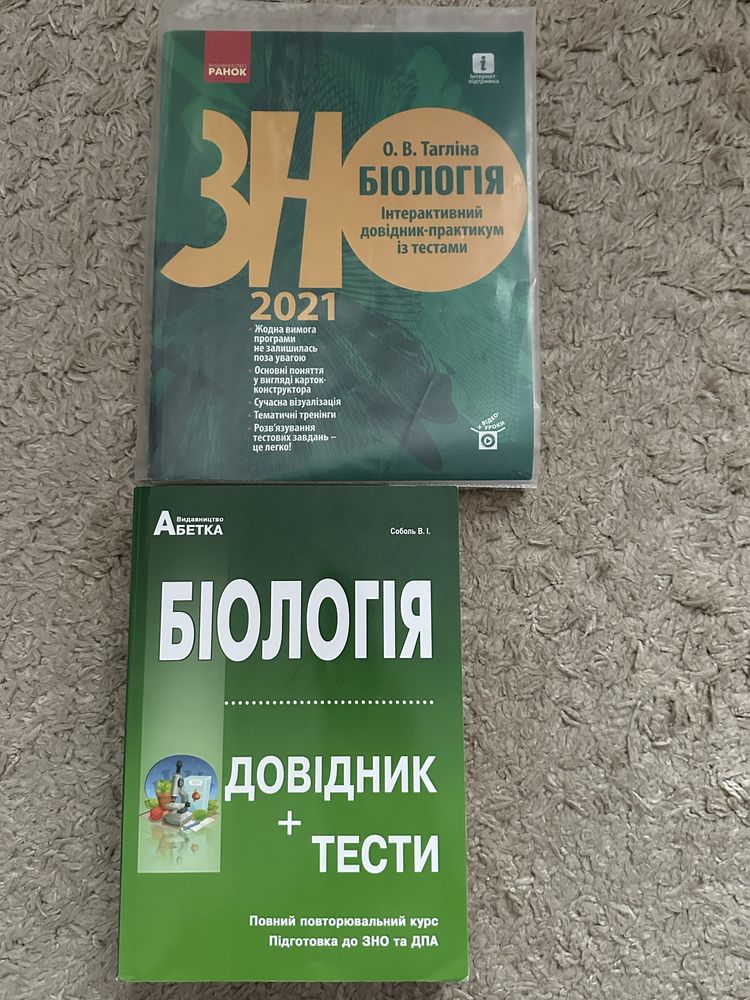 ВИДАВНИЦТВО
РАНОК
і
Інтернет-
підтримка
ЗНО
О. В. Тагліна
БІОЛОГІЯ
Інтерактивний
довідник-практикум
із тестами
2021
• Жодна вимога
програми
не залишилась
поза увагою
• Основні поняття
у вигляді карток-
конструктора
• Сучасна візуалізація
• Тематичні тренінги
• Розв'язування
тестових завдань –
це легко!
+ ВІДЕО-
УРОКИ
Видавництво
АБЕТКА
Соболь В. І.
БІОЛОГІЯ
ДОВІДНИК
+
ТЕСТИ
Повний повторювальний курс
Підготовка до ЗНО та ДПА